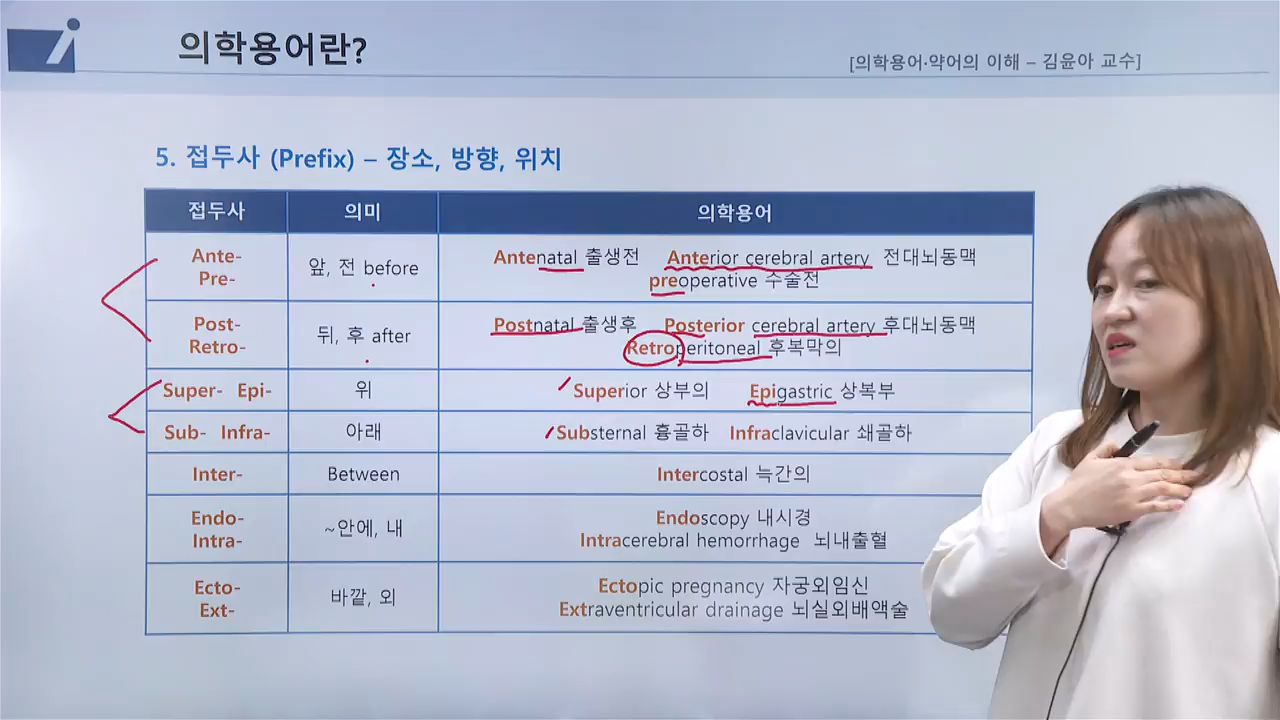 의학용어란?
[의학용어·약어의 이해 – 김윤아 교수]
5. 접두사 (Prefix) – 장소, 방향, 위치
접두사 의미 의학용어
Ante-
Pre-
앞, 전 before
Antenatal 출생전 Anterior cerebral artery 전대뇌동맥
preoperative 수술전
Post-
Retro-
뒤, 후 after
Postnatal 출생후 Posterior cerebral artery 후대뇌동맥
Retroperitoneal 후복막의
Super- Epi- 위 Superior 상부의 Epigastric 상복부
Sub- Infra- 아래 Substernal 흉골하 Infraclavicular 쇄골하
Inter- Between Intercostal 늑간의
Endo-
Intra-
~안에, 내
Endoscopy 내시경
Intracerebral hemorrhage 뇌내출혈
Ecto-
Ext-
바깥, 외
Ectopic pregnancy 자궁외임신
Extraventricular drainage 뇌실외배액술